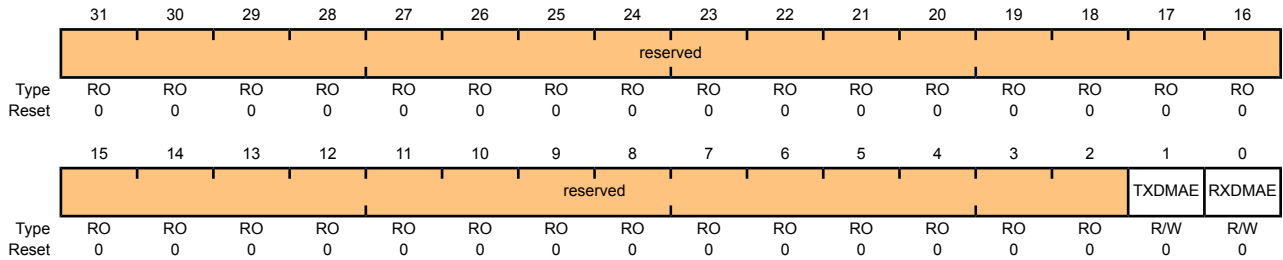 31 30 29 28 27 26 25 24 23 22 21 20 19 18 17 16
reserved
Type RO RO RO RO RO RO RO RO RO RO RO RO RO RO RO RO
Reset 0 0 0 0 0 0 0 0 0 0 0 0 0 0 0 0
15 14 13 12 11 10 9 8 7 6 5 4 3 2 1 0
reserved TXDMAE RXDMAE
Type RO RO RO RO RO RO RO RO RO RO RO RO RO RO R/W R/W
Reset 0 0 0 0 0 0 0 0 0 0 0 0 0 0 0 0